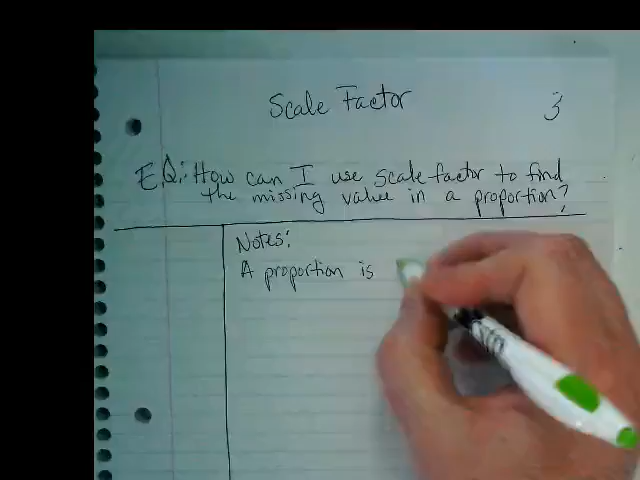 Scale Factor
3
E.Q.: How can I use scale factor to find
the missing value in a proportion?
Notes:
A proportion is